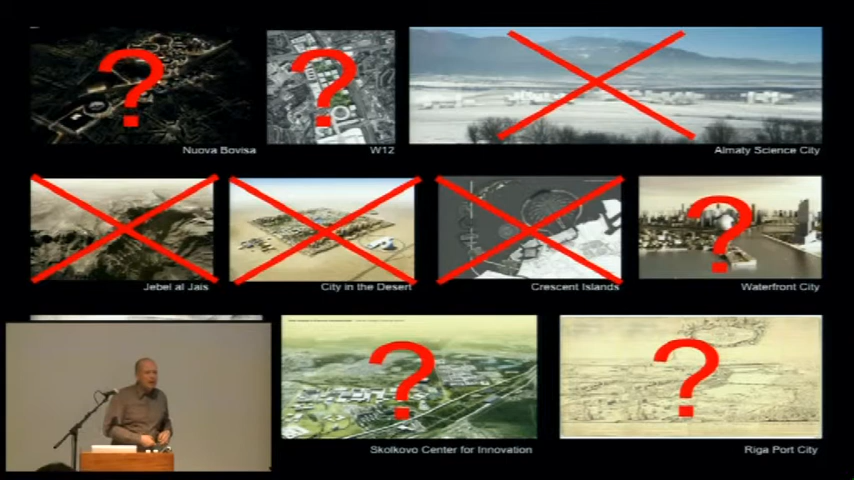 ?
?
Nuova Bovisa
W12
Almaty Science City
?
Jebel al Jais
City in the Desert
Crescent Islands
Waterfront City
?
?
Skolkovo Center for Innovation
Riga Port City